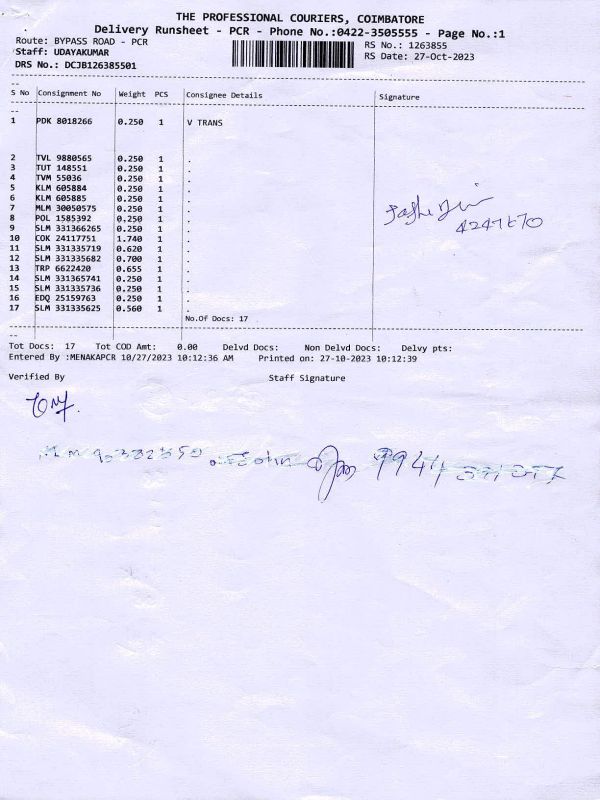 THE PROFESSIONAL COURIERS, COIMBATORE
Delivery Runsheet - PCR - Phone No.:0422-3505555 - Page No.:1
Route: BYPASS ROAD - PCR RS No.: 1263855
Staff: UDAYAKUMAR RS Date: 27-Oct-2023
DRS No.: DCJB126385501
S No Consignment No Weight PCS Consignee Details Signature
1 PDK 8018266 0.250 1 V TRANS
2 TVL 9880565 0.250 1 .
3 TUT 148551 0.250 1 .
4 TVM 55036 0.250 1 .
5 KLM 605884 0.250 1 .
6 KLM 605885 0.250 1 .
7 MLM 30050575 0.250 1 .
8 POL 1585392 0.250 1 .
9 SLM 331366265 0.250 1 .
10 COK 24117751 1.740 1 .
11 SLM 331335719 0.620 1 .
12 SLM 331335682 0.700 1 .
13 TRP 6622420 0.655 1 .
14 SLM 331365741 0.250 1 .
15 SLM 331335736 0.250 1 .
16 EDQ 25159763 0.250 1 .
17 SLM 331335625 0.560 1 .
No.Of Docs: 17
Tot Docs: 17 Tot COD Amt: 0.00 Delvd Docs: Non Delvd Docs: Delvy pts:
Entered By :MENAKAPCR 10/27/2023 10:12:36 AM Printed on: 27-10-2023 10:12:39
Verified By Staff Signature